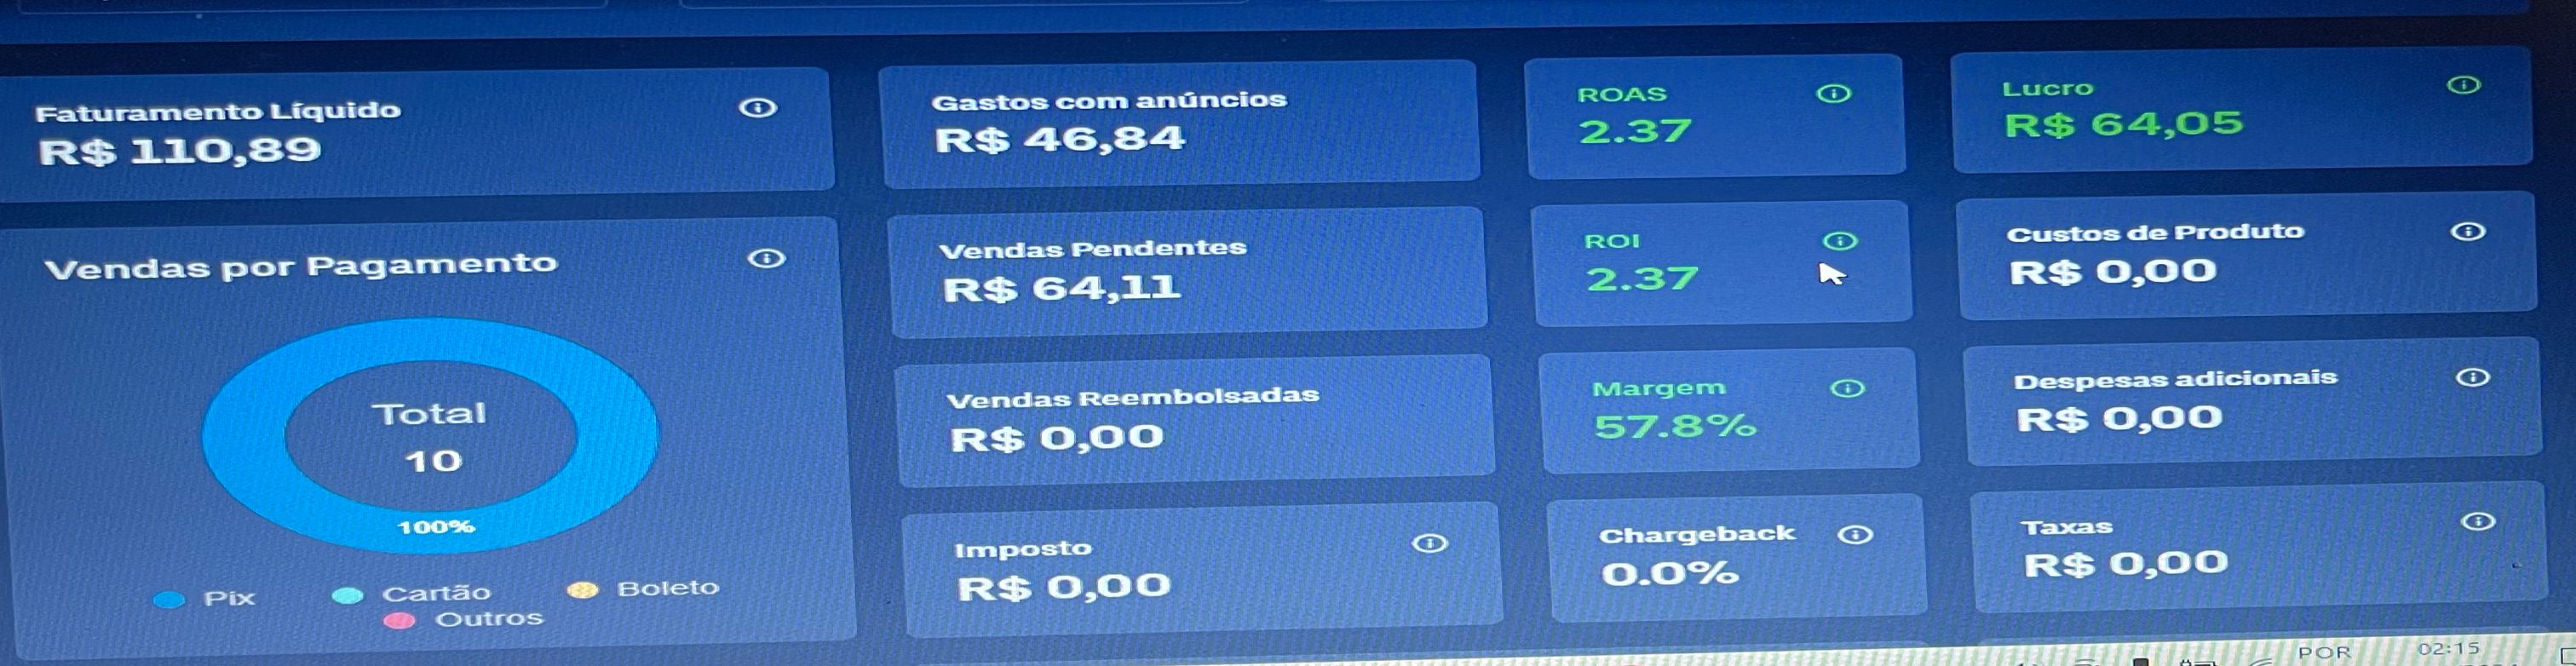 Faturamento Líquido
R$ 110,89
Gastos com anúncios
R$ 46,84
ROAS
2.37
Lucro
R$ 64,05
Vendas por Pagamento
Total
10
100%
Pix
Cartão
Boleto
Outros
Vendas Pendentes
R$ 64,11
ROI
2.37
Custos de Produto
R$ 0,00
Vendas Reembolsadas
R$ 0,00
Margem
57.8%
Despesas adicionais
R$ 0,00
Imposto
R$ 0,00
Chargeback
0.0%
Taxas
R$ 0,00
POR
02:15